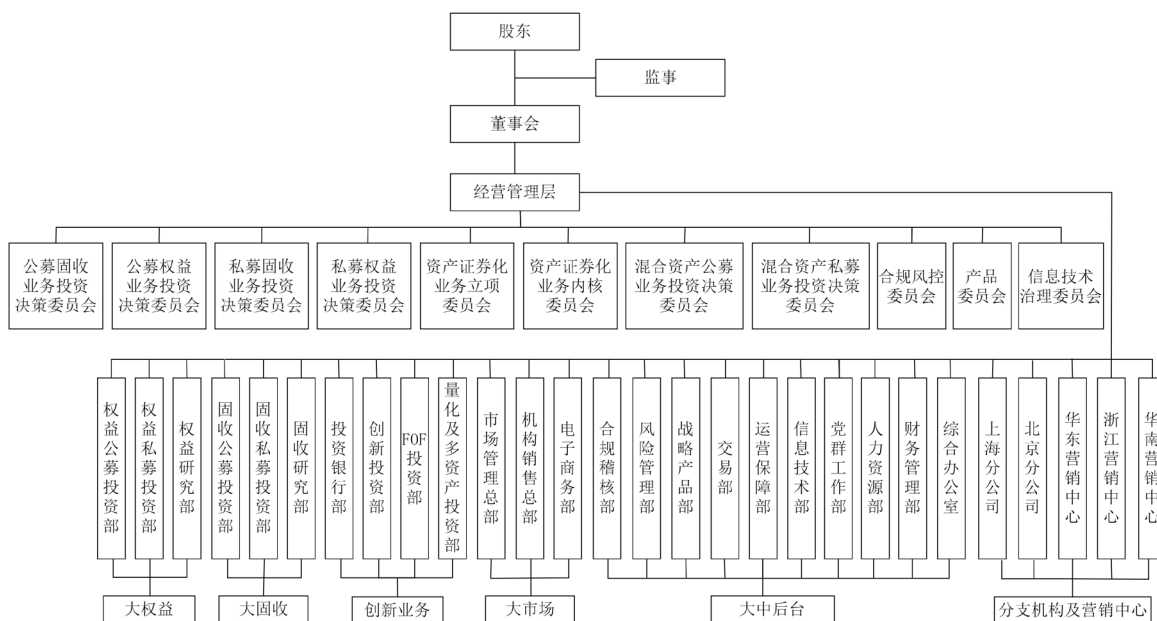 股东
监事
董事会
经营管理层
公募固收
业务投资
决策委员会
公募权益
业务投资
决策委员会
私募固收
业务投资
决策委员会
私募权益
业务投资
决策委员会
资产证券化
业务立项
委员会
资产证券化
业务内核
委员会
混合资产公募
业务投资决策
委员会
混合资产私募
业务投资决策
委员会
合规风控
委员会
产品
委员会
信息技术
治理委员会
权益公募投资部
权益私募投资部
权益研究部
固收公募投资部
固收私募投资部
固收研究部
投资银行部
创新投资部
FOF投资部
量化及多资产投资部
市场管理总部
机构销售总部
电子商务部
合规稽核部
风险管理部
战略产品部
交易部
运营保障部
信息技术部
党群工作部
人力资源部
财务管理部
综合办公室
上海分公司
北京分公司
华东营销中心
浙江营销中心
华南营销中心
大权益
大固收
创新业务
大市场
大中后台
分支机构及营销中心